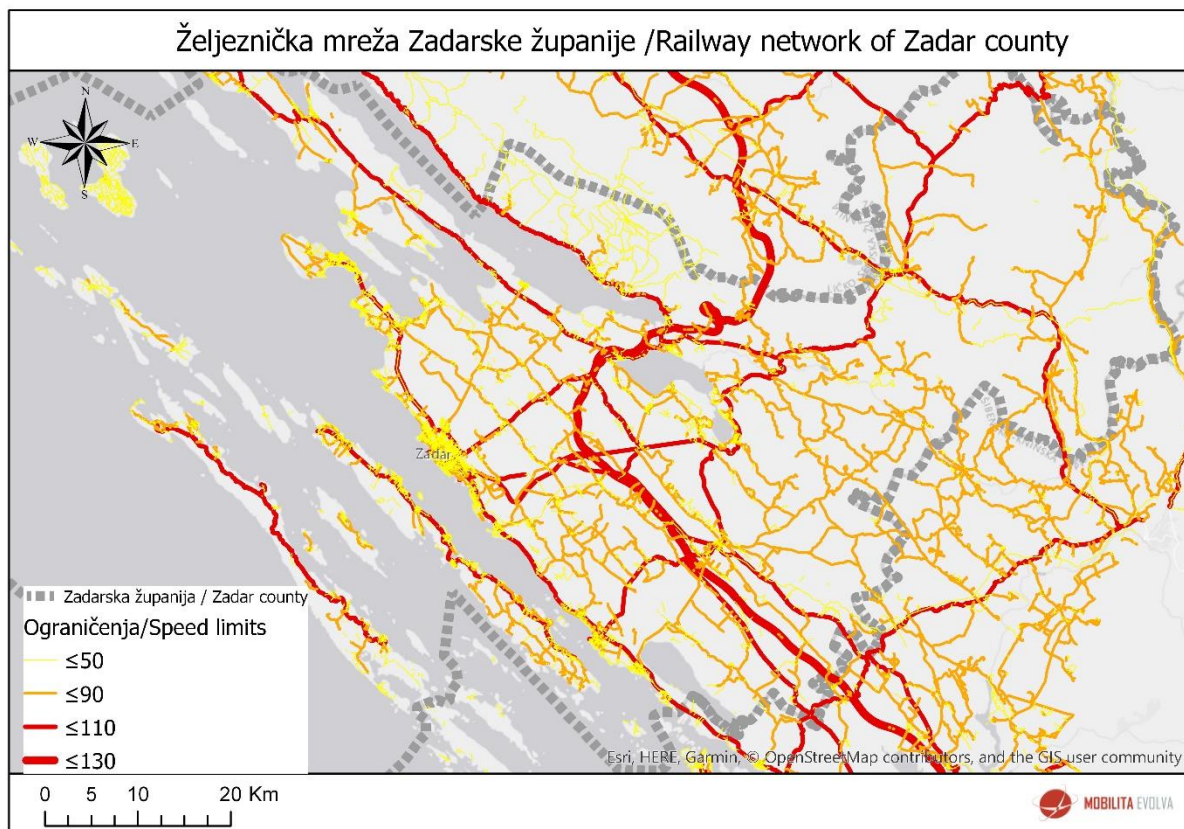 Željeznička mreža Zadarske županije /Railway network of Zadar county
N
W
E
S
Zadar
Zadarska županija / Zadar county
Ograničenja/Speed limits
≤50
≤90
≤110
≤130
Esri, HERE, Garmin, © OpenStreetMap contributors, and the GIS user community
0 5 10 20 Km
MOBILITA EVOLVA